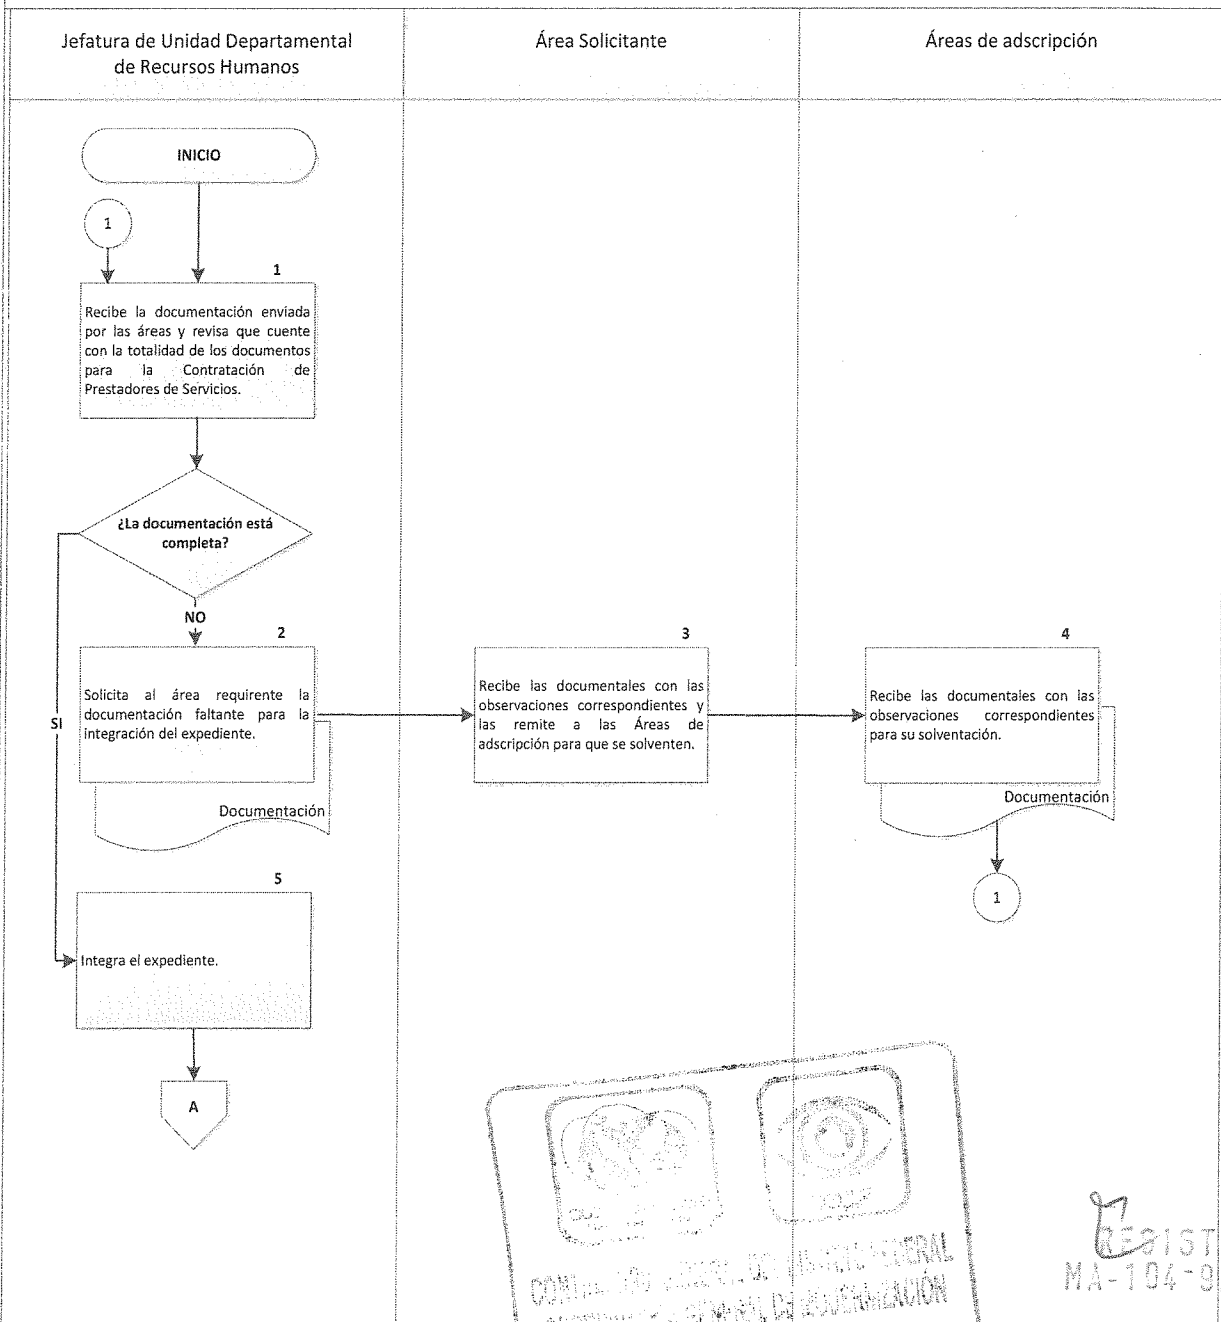 Jefatura de Unidad Departamental
de Recursos Humanos
Área Solicitante
Áreas de adscripción
INICIO
1
1
Recibe la documentación enviada
por las áreas y revisa que cuente
con la totalidad de los documentos
para la Contratación de
Prestadores de Servicios.
¿La documentación está
completa?
NO
SI
2
Solicita al área requirente la
documentación faltante para la
integración del expediente.
Documentación
3
Recibe las documentales con las
observaciones correspondientes y
las remite a las Áreas de
adscripción para que se solventen.
4
Recibe las documentales con las
observaciones correspondientes
para su solventación.
Documentación
1
5
Integra el expediente.
A
REGIST
MA-104-9